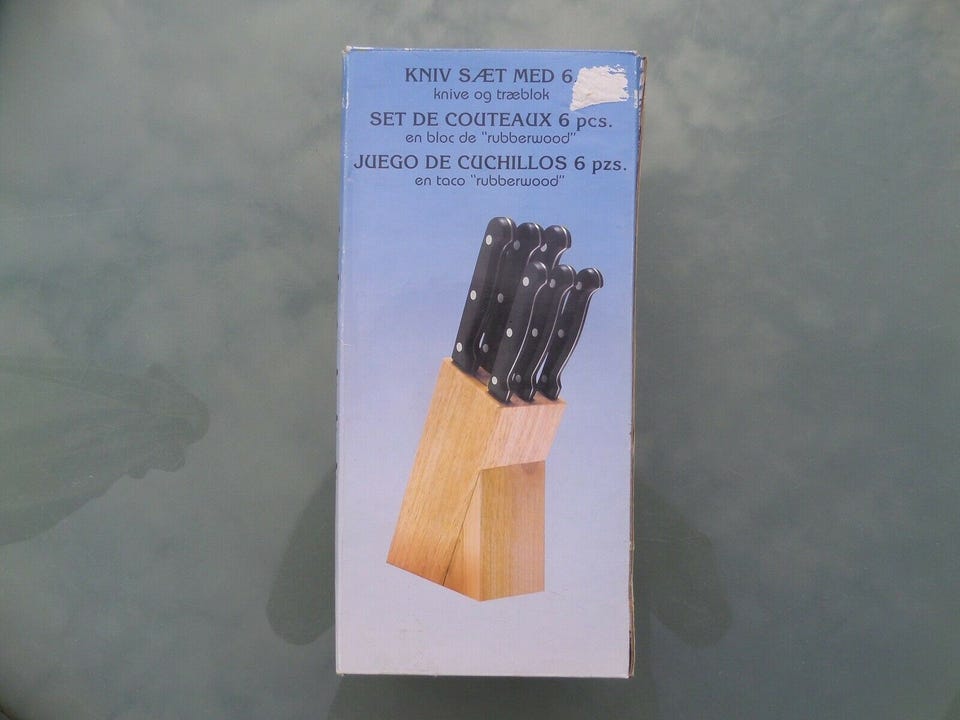 KNIV SÆT MED 6
knive og træblok
SET DE COUTEAUX 6 pcs.
en bloc de "rubberwood"
JUEGO DE CUCHILLOS 6 pzs.
en taco "rubberwood"